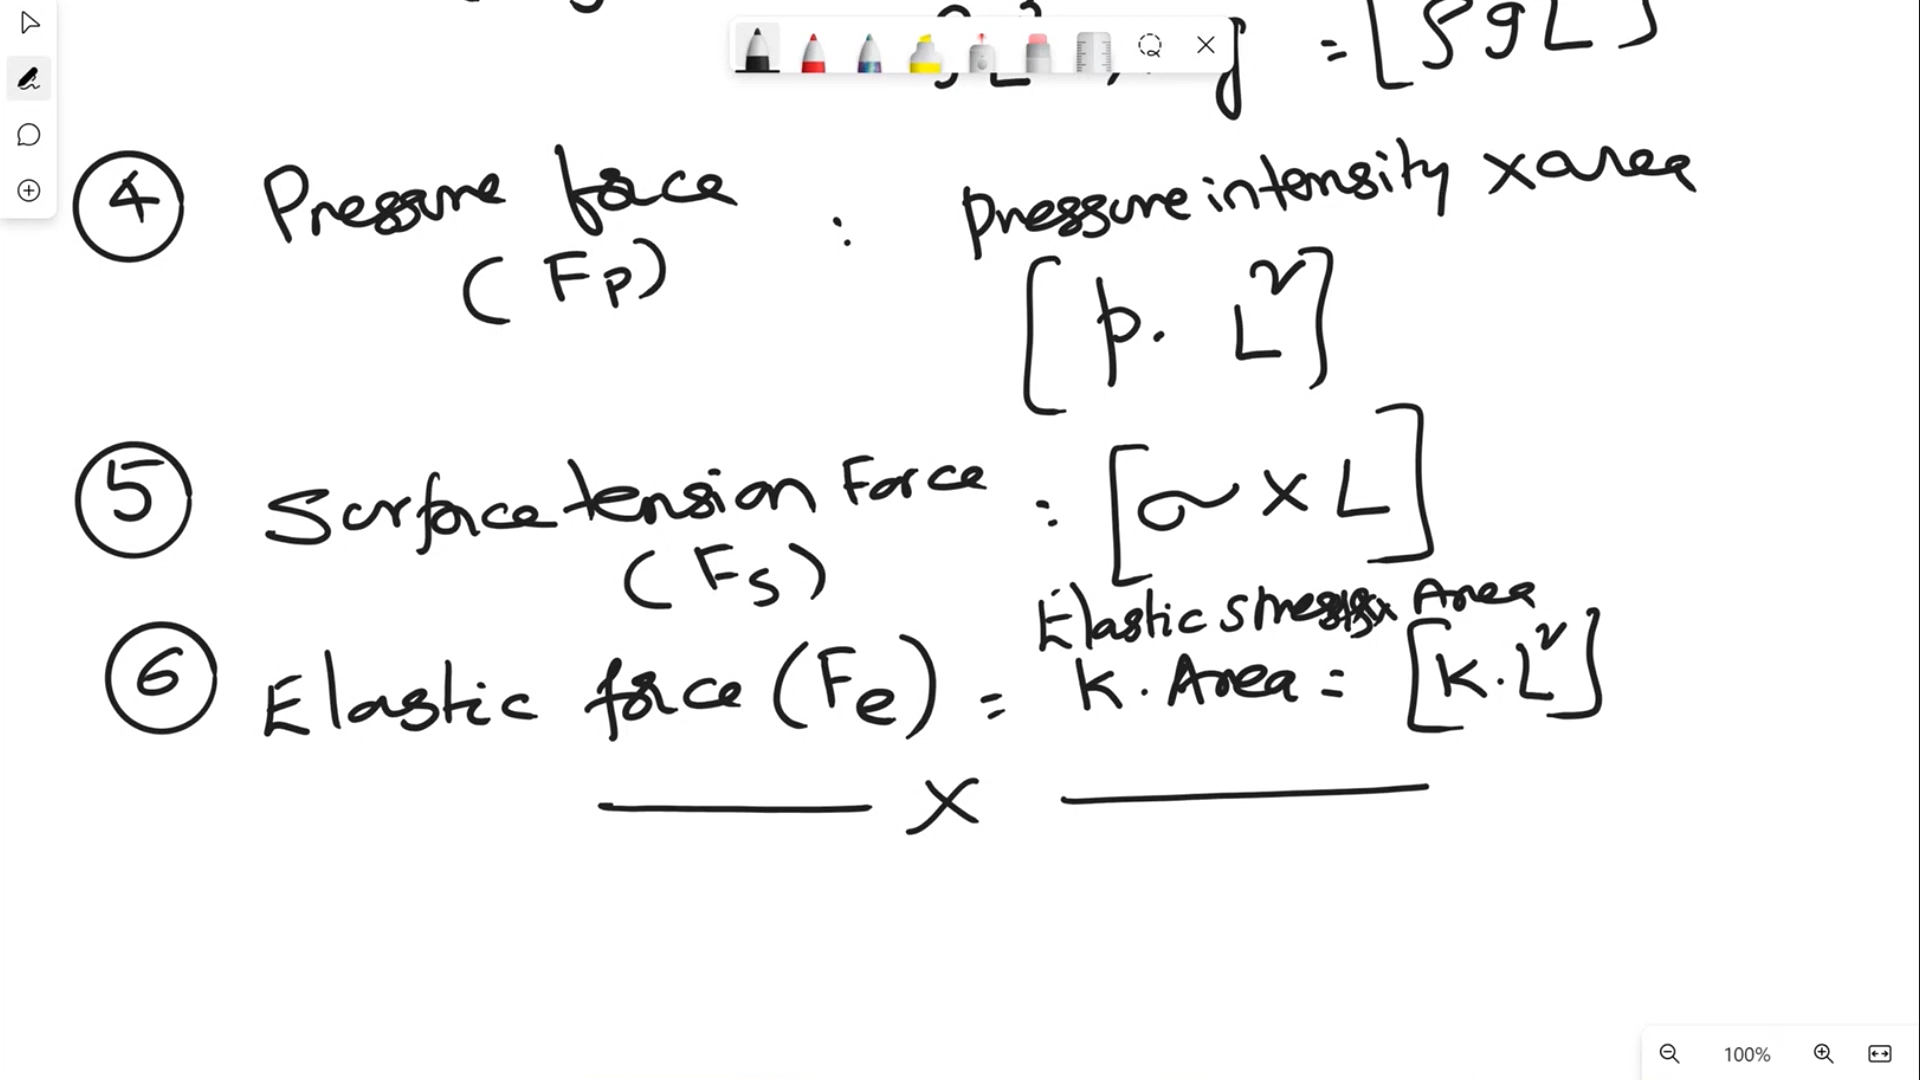 = [ρgL
④ Pressure force : pressure intensity x area
(Fp) [p. L²]
⑤ Surface tension Force : [σ x L]
(Fs)
Elastic stress x Area
⑥ Elastic force (Fe) = K. Area = [K. L²]
x
100%